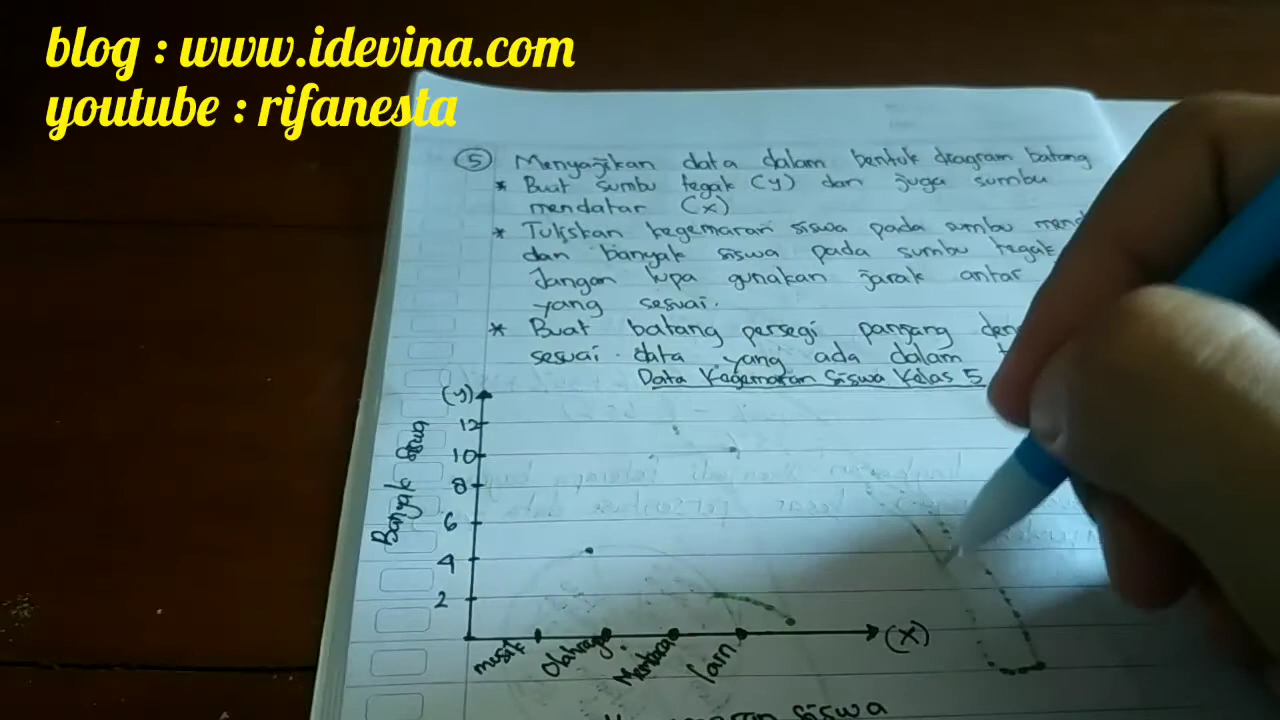 blog : www.idevina.com
youtube : rifanesta
5 Menyajikan data dalam bentuk diagram batang
* Buat sumbu tegak (y) dan juga sumbu
mendatar (x)
* Tuliskan kegemaran siswa pada sumbu mend
dan banyak siswa pada sumbu tegak
Jangan lupa gunakan jarak antar
yang sesuai.
* Buat batang persegi panjang den
sesuai data yang ada dalam t
Data Kegemaran Siswa Kelas 5
(y)
Banyak siswa
12
10
8
6
4
2
musik Olahraga Membaca lain (X)
siswa